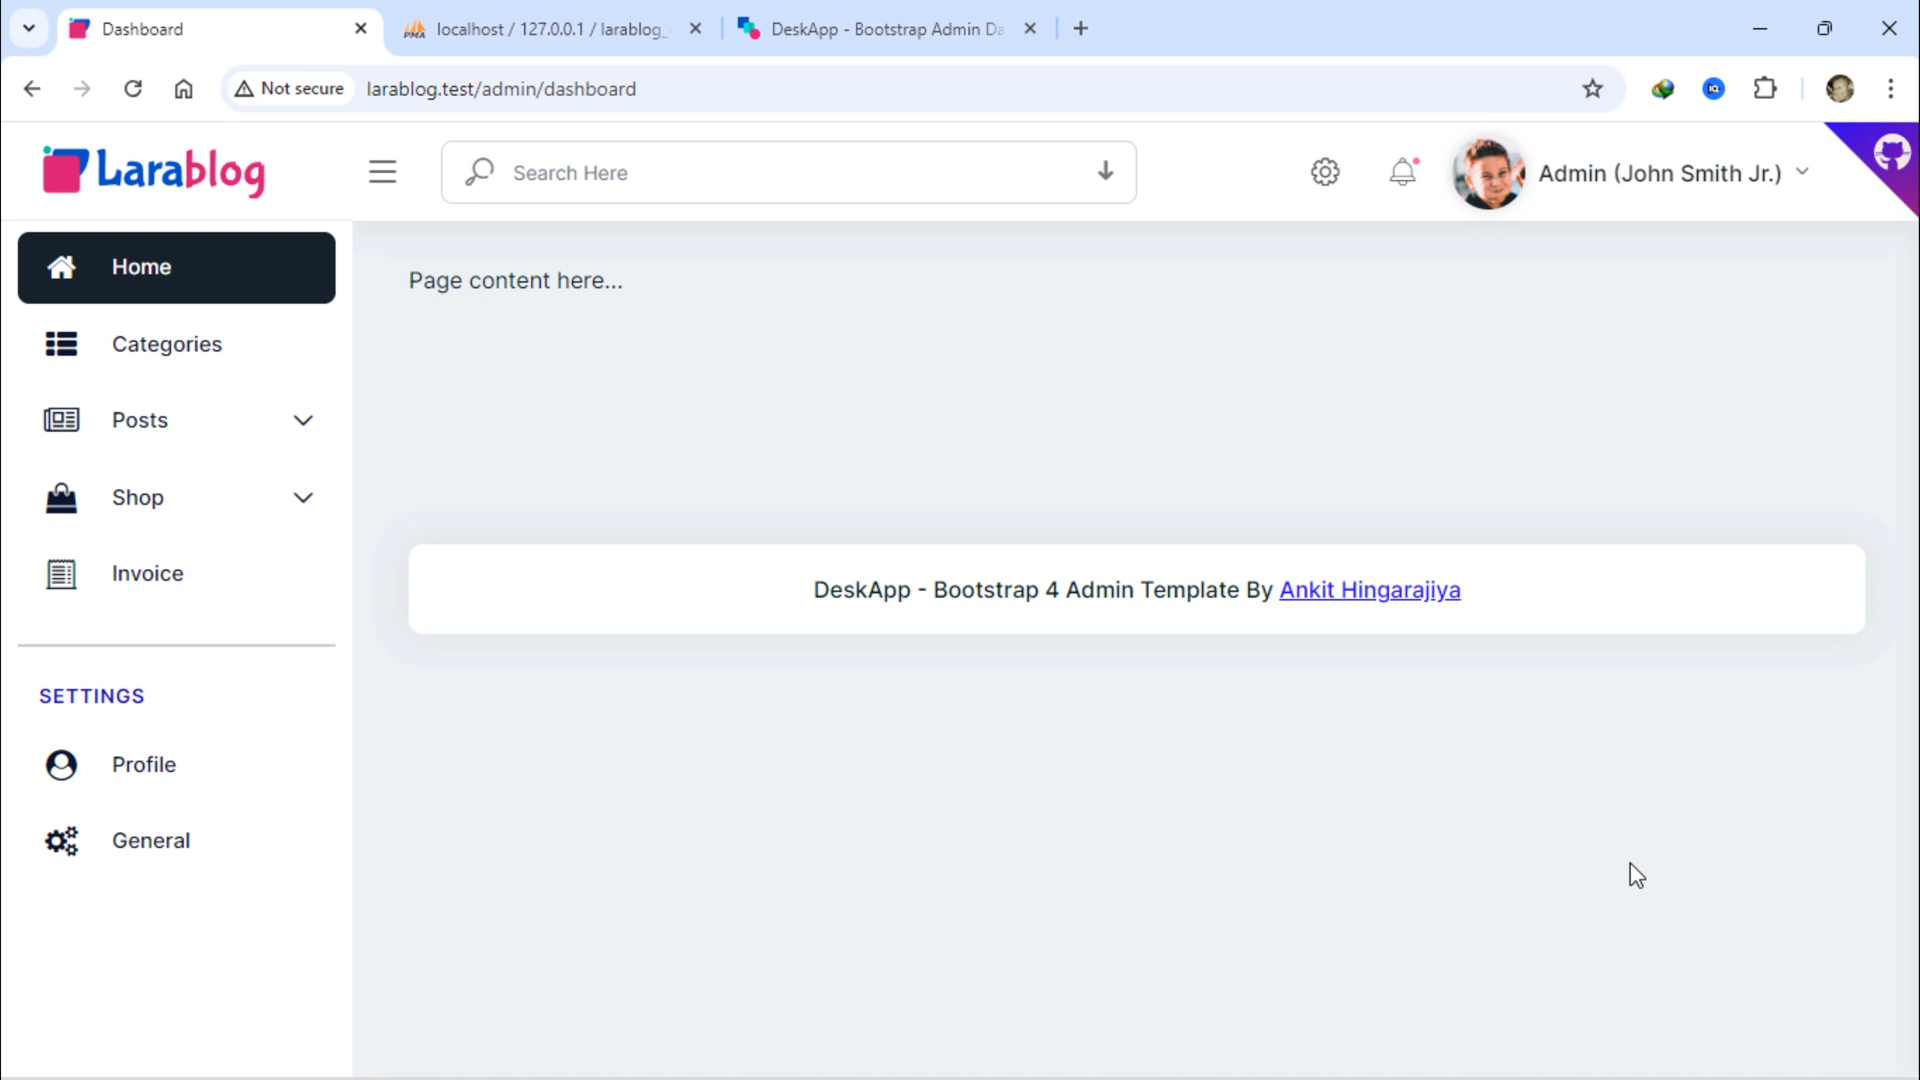 Dashboard
localhost / 127.0.0.1 / larablog_
DeskApp - Bootstrap Admin Da
Not secure
larablog.test/admin/dashboard
Larablog
Search Here
Admin (John Smith Jr.)
Home
Categories
Posts
Shop
Invoice
SETTINGS
Profile
General
Page content here...
DeskApp - Bootstrap 4 Admin Template By Ankit Hingarajiya